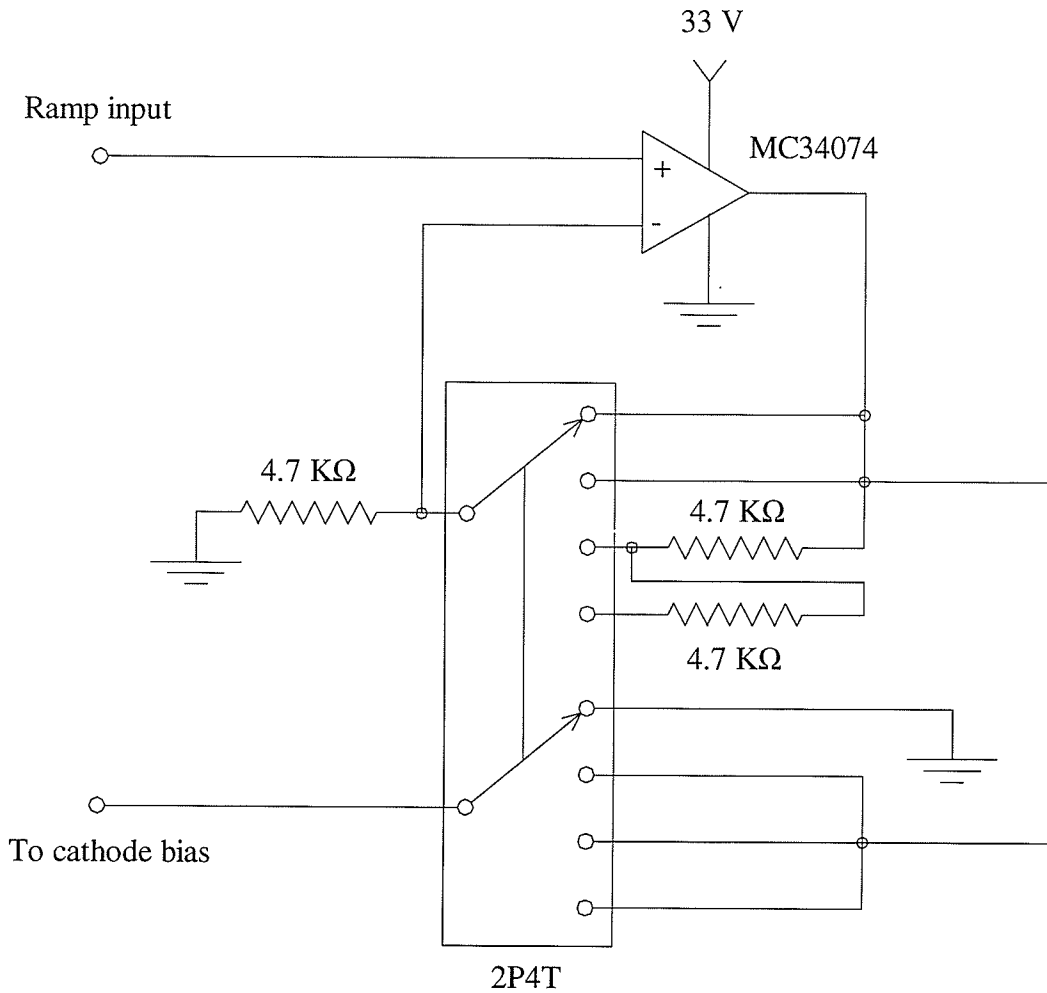 33 V
Ramp input
MC34074
+
-
4.7 KΩ
4.7 KΩ
4.7 KΩ
To cathode bias
2P4T